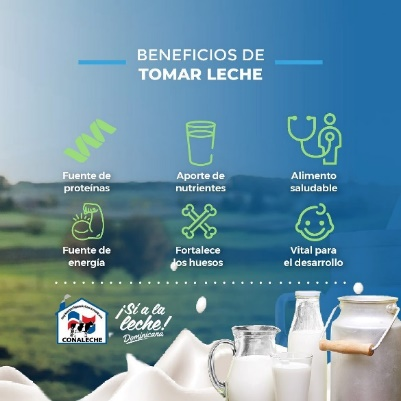 BENEFICIOS DE
TOMAR LECHE
Fuente de
proteínas
Aporte de
nutrientes
Alimento
saludable
Fuente de
energía
Fortalece
los huesos
Vital para
el desarrollo
CONALECHE
¡Sí a la
leche!
Dominicana